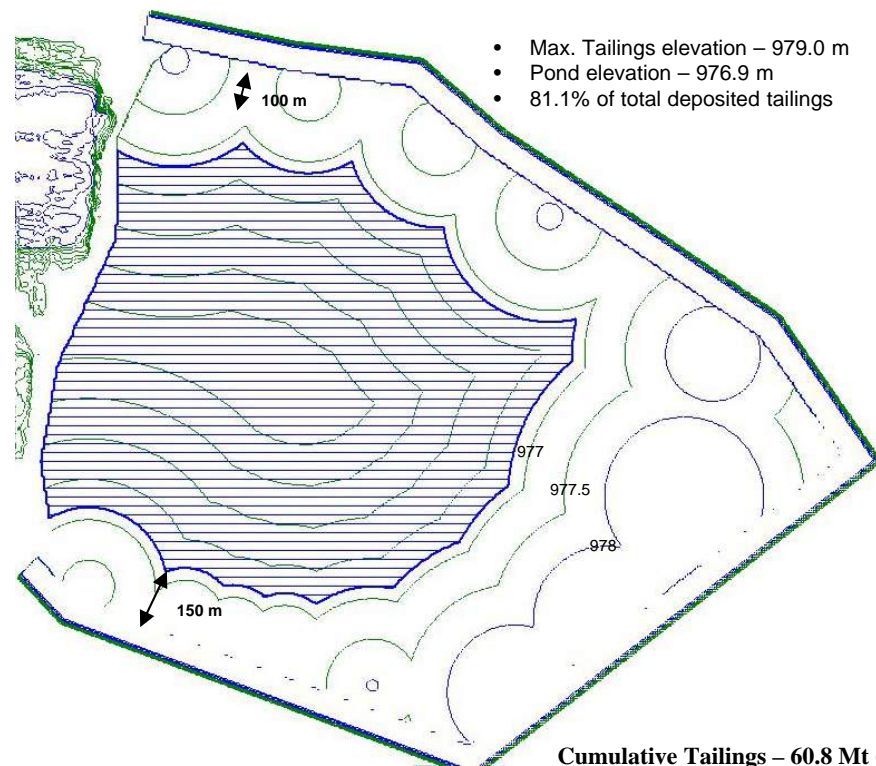 • Max. Tailings elevation – 979.0 m
• Pond elevation – 976.9 m
• 81.1% of total deposited tailings
100 m
977
977.5
978
150 m
Cumulative Tailings – 60.8 Mt